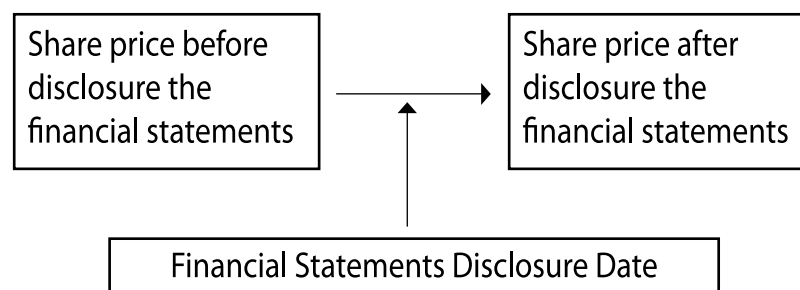 Share price before
disclosure the
financial statements
Share price after
disclosure the
financial statements
Financial Statements Disclosure Date